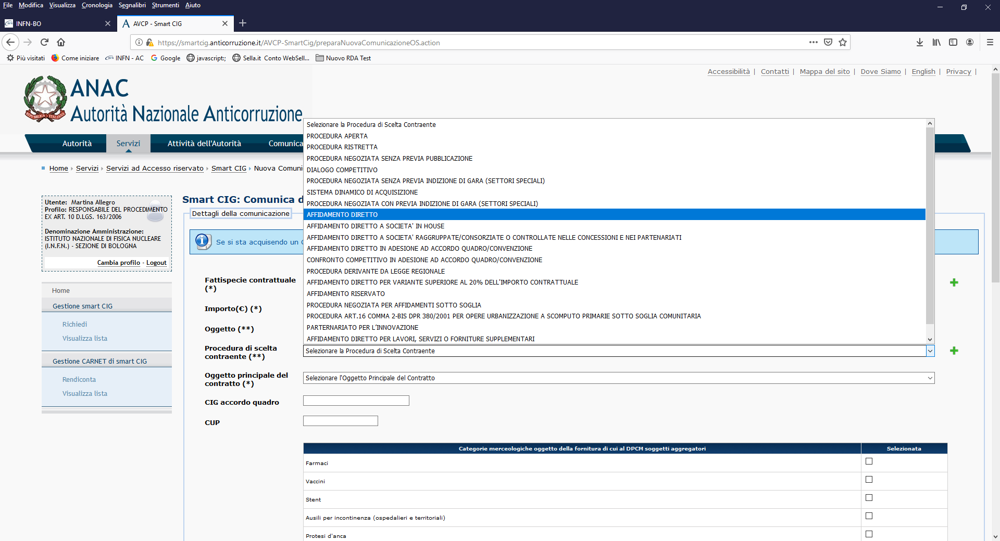 File Modifica Visualizza Cronologia Segnalibri Strumenti Aiuto
INFN-BO
AVCP - Smart CIG
https://smartcig.anticorruzione.it/AVCP-SmartCig/preparaNuovaComunicazioneOS.action
Più visitati Come iniziare INFN - AC Google javascript:; Sella.it Conto WebSell... Nuovo RDA Test
Accessibilità | Contatti | Mappa del sito | Dove Siamo | English | Privacy |
ANAC
Autorità Nazionale Anticorruzione
Autorità Servizi Attività dell'Autorità Comunica
Home Servizi Servizi ad Accesso riservato Smart CIG Nuova Comuni
Utente: Martina Allegro
Profilo: RESPONSABILE DEL PROCEDIMENTO
EX ART. 10 D.LGS. 163/2006
Denominazione Amministrazione:
ISTITUTO NAZIONALE DI FISICA NUCLEARE
(I.N.F.N.) - SEZIONE DI BOLOGNA
Cambia profilo - Logout
Home
Gestione smart CIG
Richiedi
Visualizza lista
Gestione CARNET di smart CIG
Rendiconta
Visualizza lista
Smart CIG: Comunica d
Dettagli della comunicazione
Se si sta acquisendo un C
Fattispecie contrattuale
(*)
Importo(€) (*)
Oggetto (**)
Selezionare la Procedura di Scelta Contraente
PROCEDURA APERTA
PROCEDURA RISTRETTA
PROCEDURA NEGOZIATA SENZA PREVIA PUBBLICAZIONE
DIALOGO COMPETITIVO
PROCEDURA NEGOZIATA SENZA PREVIA INDIZIONE DI GARA (SETTORI SPECIALI)
SISTEMA DINAMICO DI ACQUISIZIONE
PROCEDURA NEGOZIATA CON PREVIA INDIZIONE DI GARA (SETTORI SPECIALI)
AFFIDAMENTO DIRETTO
AFFIDAMENTO DIRETTO A SOCIETA' IN HOUSE
AFFIDAMENTO DIRETTO A SOCIETA' RAGGRUPPATE/CONSORZIATE O CONTROLLATE NELLE CONCESSIONI E NEI PARTENARIATI
AFFIDAMENTO DIRETTO IN ADESIONE AD ACCORDO QUADRO/CONVENZIONE
CONFRONTO COMPETITIVO IN ADESIONE AD ACCORDO QUADRO/CONVENZIONE
PROCEDURA DERIVANTE DA LEGGE REGIONALE
AFFIDAMENTO DIRETTO PER VARIANTE SUPERIORE AL 20% DELL'IMPORTO CONTRATTUALE
AFFIDAMENTO RISERVATO
PROCEDURA NEGOZIATA PER AFFIDAMENTI SOTTO SOGLIA
PROCEDURA ART.16 COMMA 2-BIS DPR 380/2001 PER OPERE URBANIZZAZIONE A SCOMPUTO PRIMARIE SOTTO SOGLIA COMUNITARIA
PARTERNARIATO PER L’INNOVAZIONE
AFFIDAMENTO DIRETTO PER LAVORI, SERVIZI O FORNITURE SUPPLEMENTARI
Procedura di scelta
contraente (**)
Selezionare la Procedura di Scelta Contraente
Oggetto principale del
contratto (*)
Selezionare l'Oggetto Principale del Contratto
CIG accordo quadro
CUP
Categorie merceologiche oggetto della fornitura di cui al DPCM soggetti aggregatori Selezionata
Farmaci
Vaccini
Stent
Ausili per incontinenza (ospedalieri e territoriali)
Protesi d'anca